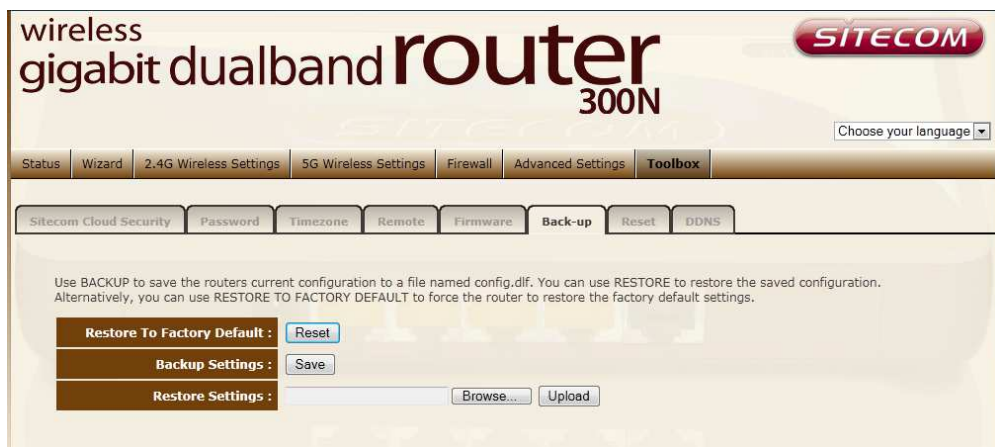 wireless
gigabit dualband router
300N
SITECOM
Choose your language
Status Wizard 2.4G Wireless Settings 5G Wireless Settings Firewall Advanced Settings Toolbox
Sitecom Cloud Security Password Timezone Remote Firmware Back-up Reset DDNS
Use BACKUP to save the routers current configuration to a file named config.dlf. You can use RESTORE to restore the saved configuration.
Alternatively, you can use RESTORE TO FACTORY DEFAULT to force the router to restore the factory default settings.
Restore To Factory Default : Reset
Backup Settings : Save
Restore Settings : Browse... Upload